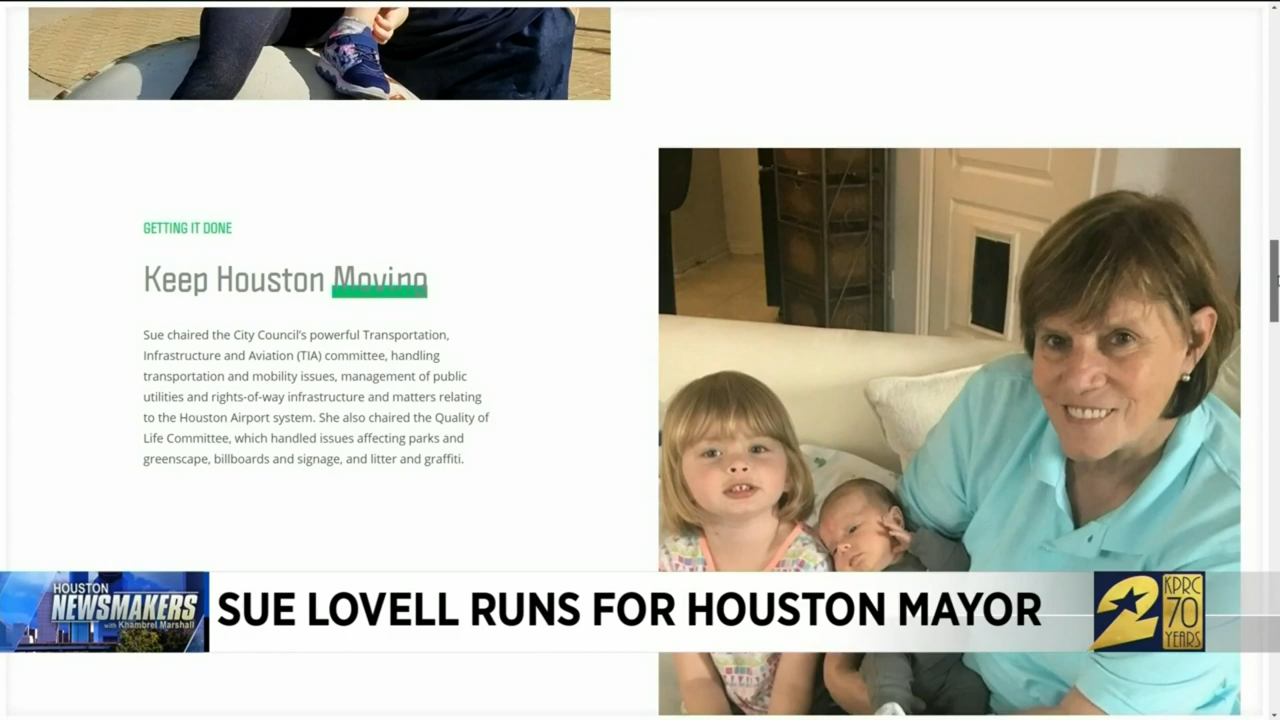 GETTING IT DONE
Keep Houston Moving
Sue chaired the City Council's powerful Transportation,
Infrastructure and Aviation (TIA) committee, handling
transportation and mobility issues, management of public
utilities and rights-of-way infrastructure and matters relating
to the Houston Airport system. She also chaired the Quality of
Life Committee, which handled issues affecting parks and
greenscape, billboards and signage, and litter and graffiti.
HOUSTON
NEWSMAKERS
with Khambrel Marshall
SUE LOVELL RUNS FOR HOUSTON MAYOR
2
KPRC
70
YEARS